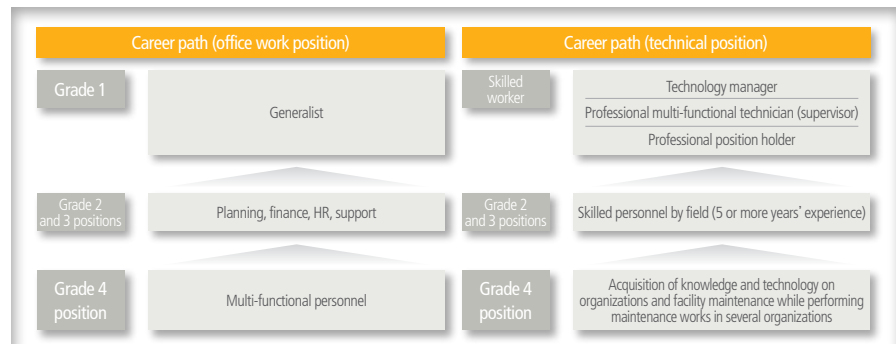 Career path (office work position)
Grade 1
Generalist
Grade 2
and 3 positions
Planning, finance, HR, support
Grade 4
position
Multi-functional personnel
Career path (technical position)
Skilled
worker
Technology manager
Professional multi-functional technician (supervisor)
Professional position holder
Grade 2
and 3 positions
Skilled personnel by field (5 or more years' experience)
Grade 4
position
Acquisition of knowledge and technology on
organizations and facility maintenance while performing
maintenance works in several organizations